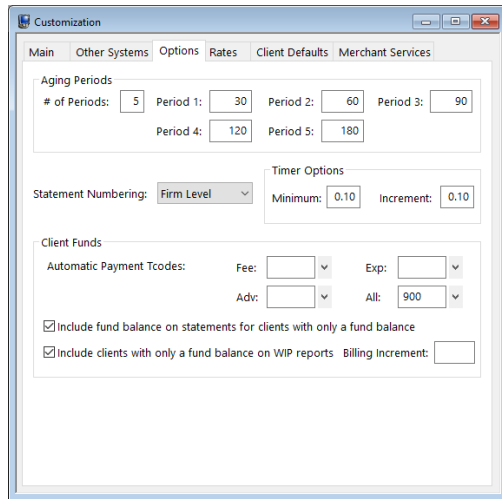 Customization
Main Other Systems Options Rates Client Defaults Merchant Services
Aging Periods
# of Periods: 5 Period 1: 30 Period 2: 60 Period 3: 90
Period 4: 120 Period 5: 180
Timer Options
Statement Numbering: Firm Level Minimum: 0.10 Increment: 0.10
Client Funds
Automatic Payment Tcodes: Fee: Exp:
Adv: All: 900
Include fund balance on statements for clients with only a fund balance
Include clients with only a fund balance on WIP reports Billing Increment: